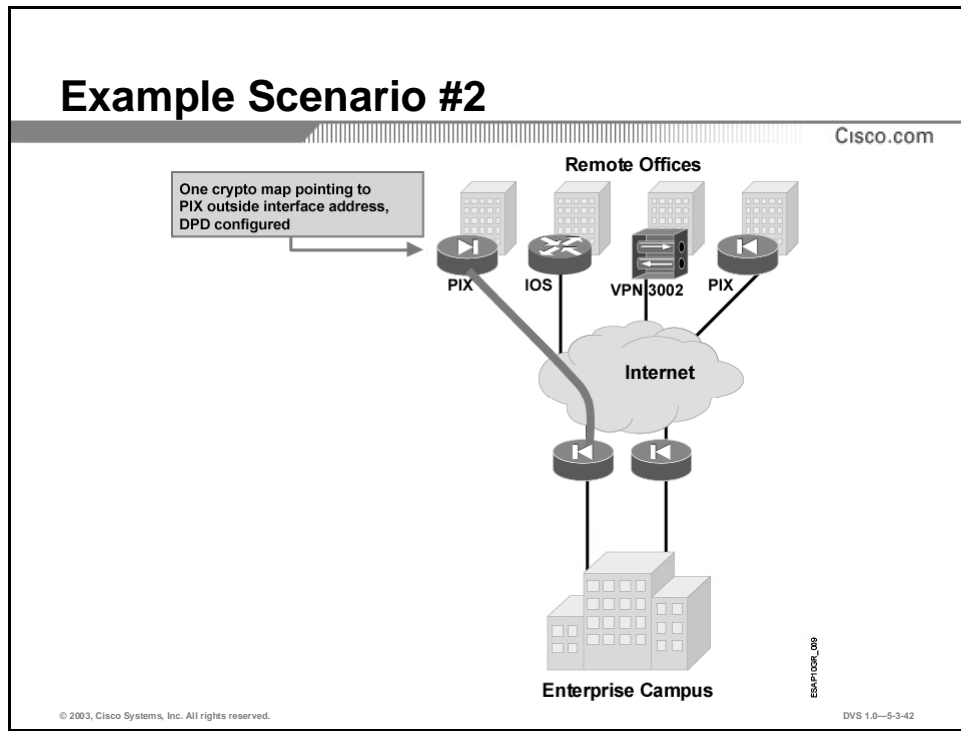 Example Scenario #2
Cisco.com
Remote Offices
One crypto map pointing to
PIX outside interface address,
DPD configured
PIX
IOS
VPN 3002
PIX
Internet
Enterprise Campus
ESAP10GR_009
© 2003, Cisco Systems, Inc. All rights reserved.
DVS 1.0—5-3-42